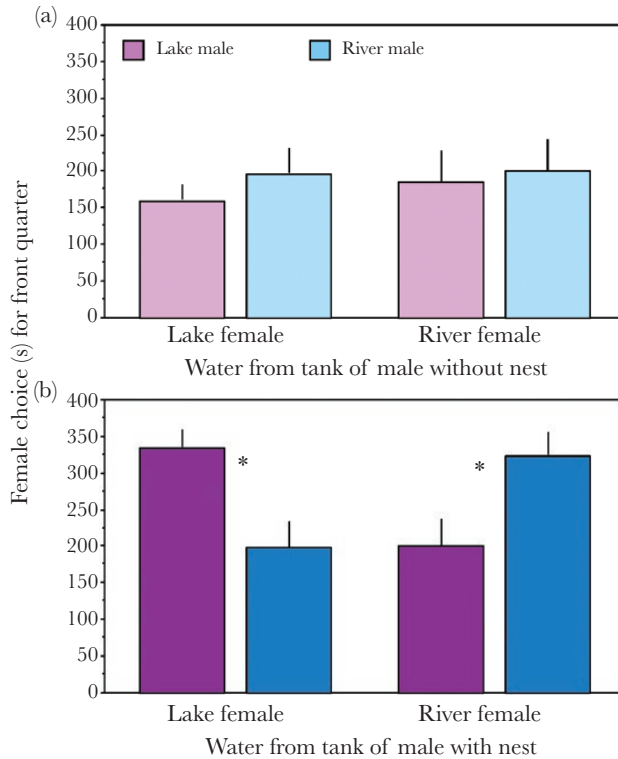 (a)
Lake male
River male
400
350
300
250
200
150
100
50
0
Lake female
River female
Water from tank of male without nest
Female choice (s) for front quarter
(b)
400
350
300
250
200
150
100
50
0
*
*
Lake female
River female
Water from tank of male with nest